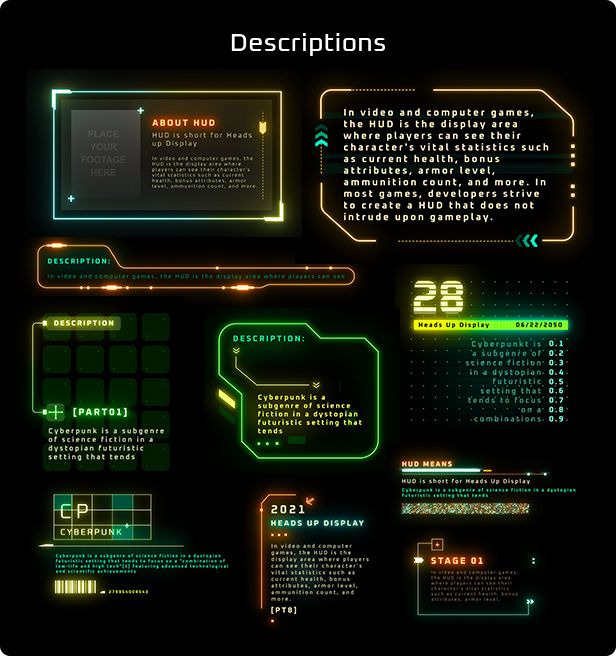 Descriptions
PLACE
YOUR
FOOTAGE
HERE
ABOUT HUD
HUD is short for Heads
up Display
In video and computer games, the
HUD is the display area where
players can see their character's
vital statistics such as current
health, bonus attributes, armor
level, ammunition count, and more.
In video and computer games,
the HUD is the display area
where players can see their
character's vital statistics such
as current health, bonus
attributes, armor level,
ammunition count, and more. In
most games, developers strive
to create a HUD that does not
intrude upon gameplay.
DESCRIPTION:
In video and computer games, the HUD is the display area where players can see
28
Heads Up Display 06/22/2050
Cyberpunkt is 0.1
a subgenre of 0.2
science fiction 0.3
in a dystopian 0.4
futuristic 0.5
setting that 0.6
tends to focus 0.7
on a 0.8
combinations 0.9
DESCRIPTION
[PART01]
Cyberpunk is a subgenre
of science fiction in a
dystopian futuristic
setting that tends
DESCRIPTION:
Cyberpunk is a
subgenre of science
fiction in a dystopian
futuristic setting that
tends
HUD MEANS
HUD is short for Heads Up Display
Cyberpunk is a subgenre of science fiction in a dystopian
futuristic setting that tends
CP
CYBERPUNK
Cyberpunk is a subgenre of science fiction in a dystopian
futuristic setting that tends to focus on a "combination of
low-life and high tech"[1] featuring advanced technological
and scientific achievements
278954008543
2021
HEADS UP DISPLAY
In video and computer
games, the HUD is the
display area where players
can see their character's
vital statistics such as
current health, bonus
attributes, armor level,
ammunition count, and
more.
[PT8]
STAGE 01
In video and computer games,
the HUD is the display area
where players can see their
character's vital statistics such
as current health, bonus
attributes, armor level,
ammunition count, and more.